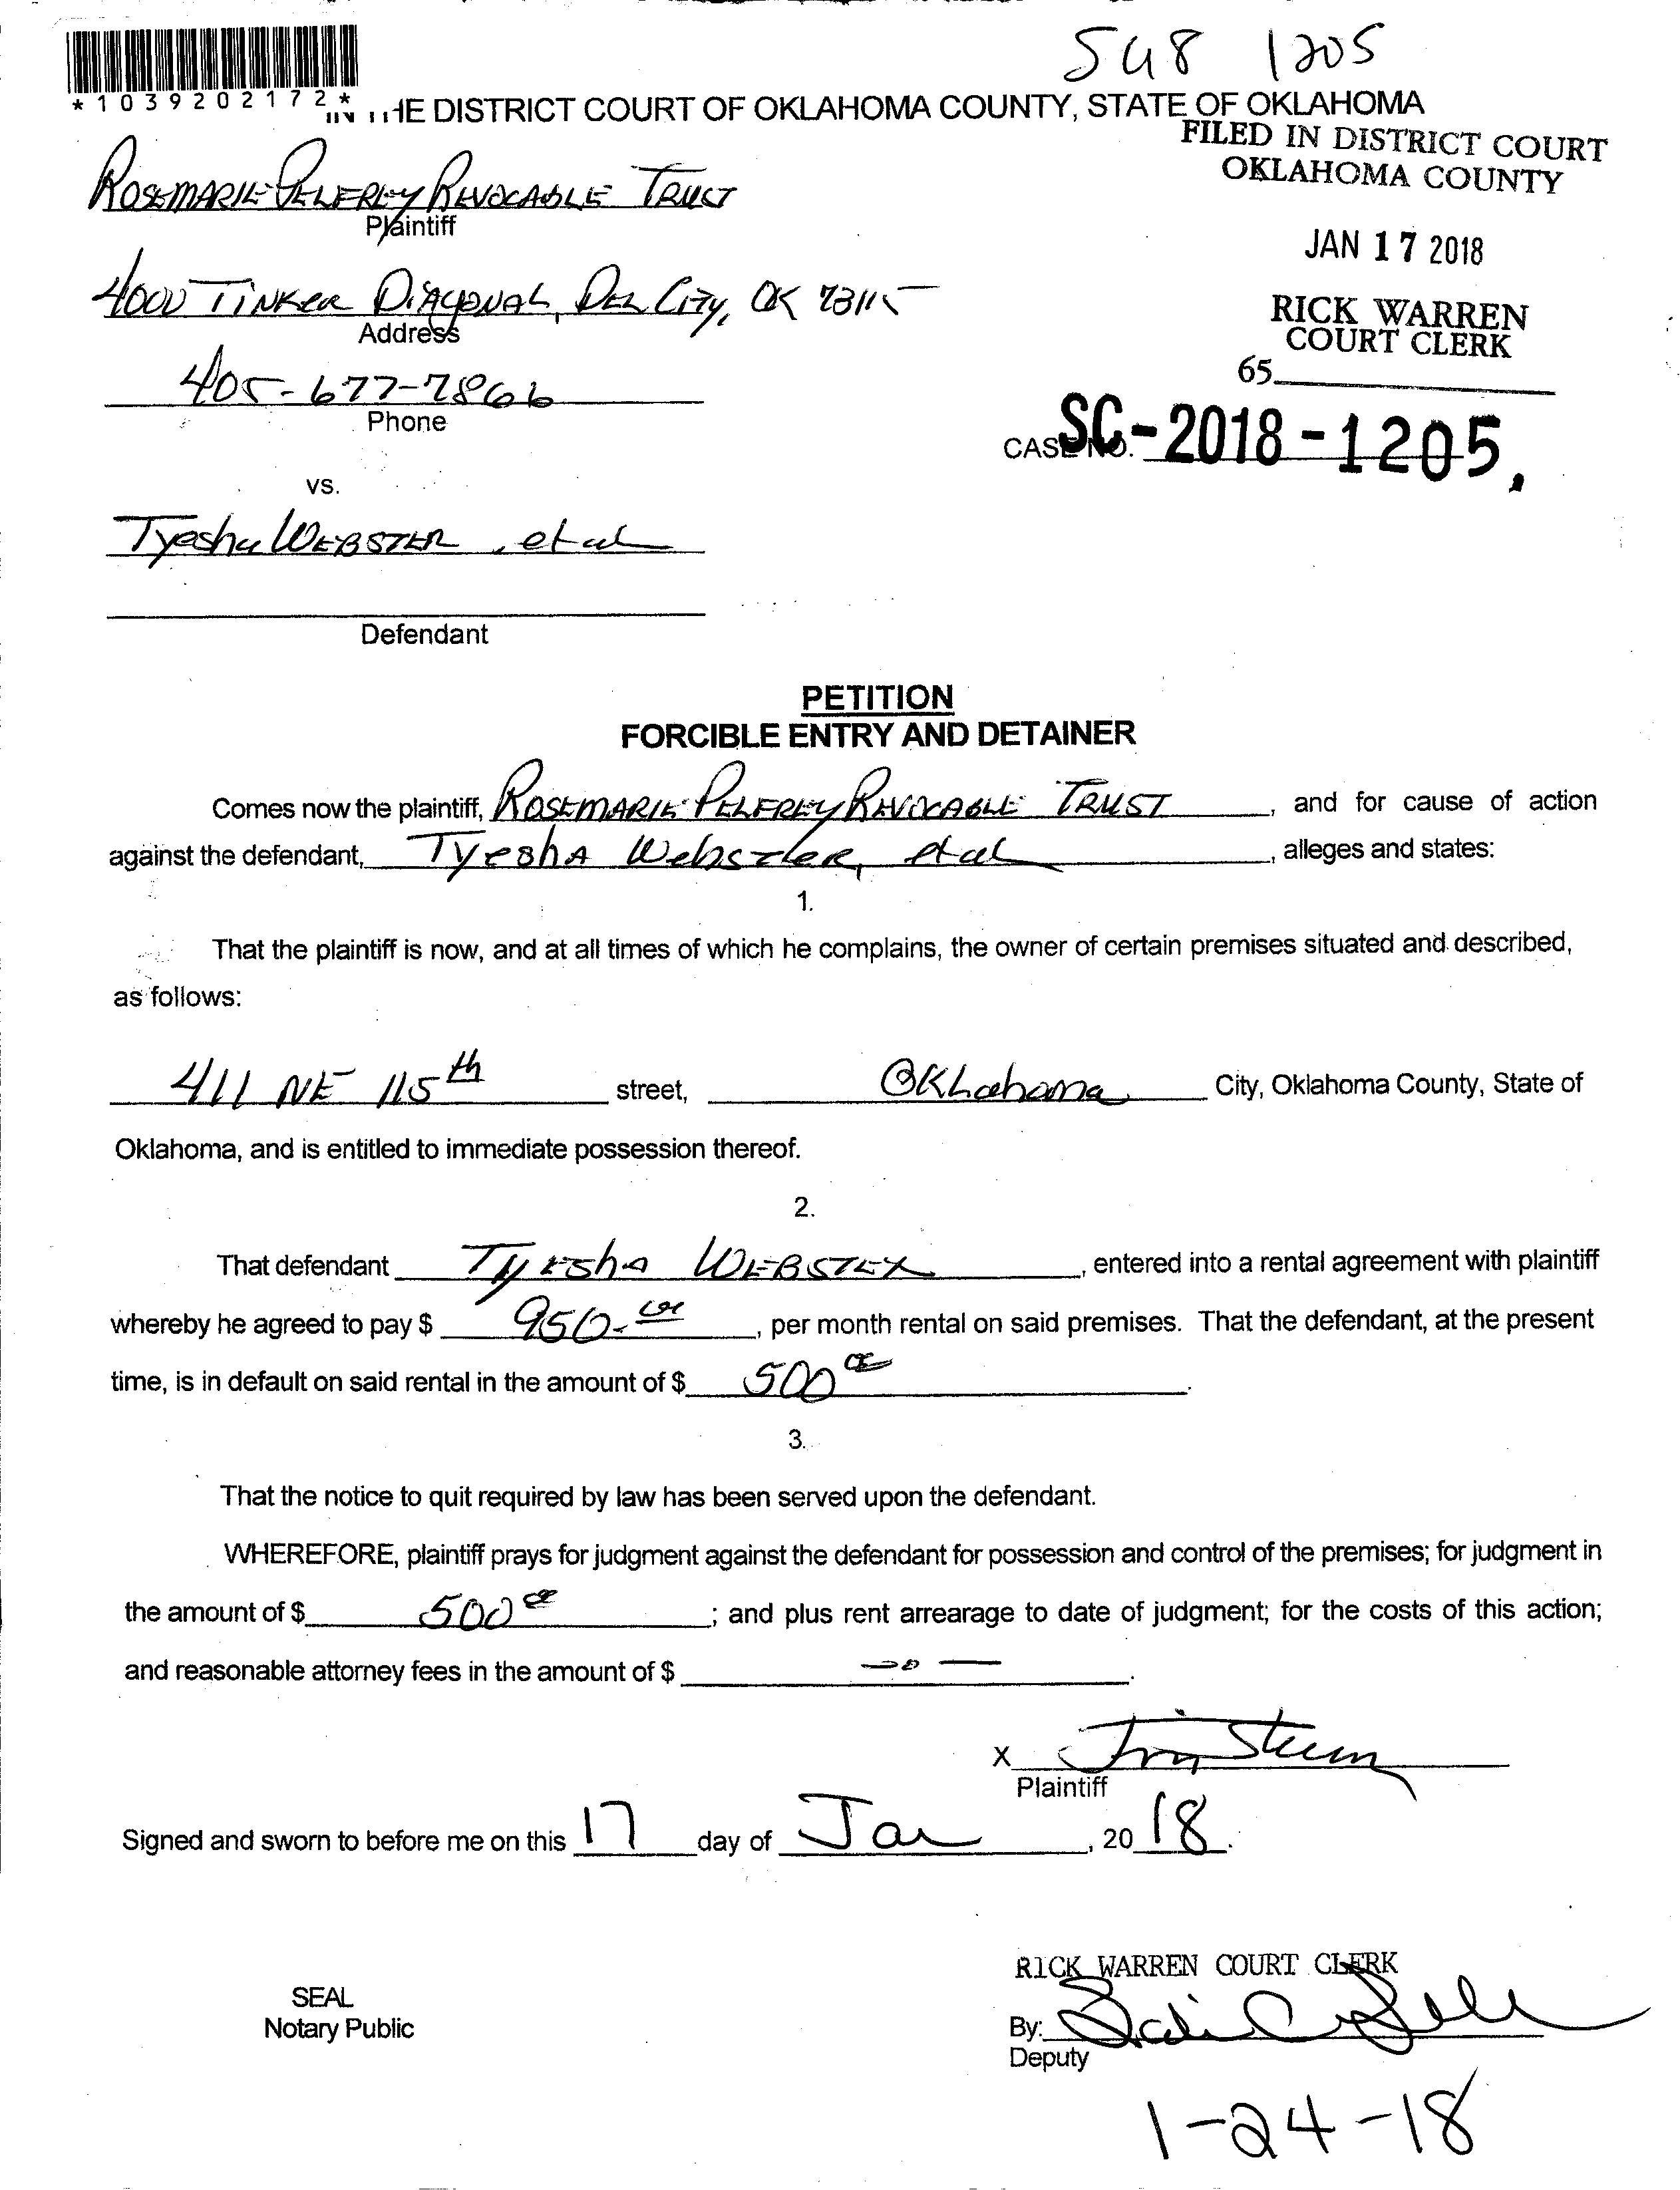 SC18 1205
*1039202172*
THE DISTRICT COURT OF OKLAHOMA COUNTY, STATE OF OKLAHOMA
FILED IN DISTRICT COURT
OKLAHOMA COUNTY
ROSEMARIE PELFREY REVOCABLE TRUST
Plaintiff
JAN 17 2018
4000 TINKER DIAGONAL, DEL CITY, OK 73115
Address
RICK WARREN
COURT CLERK
65
405-677-7866
Phone
CASE NO. SC-2018-1205,
vs.
Tyesha WEBSTER, et al
Defendant
PETITION
FORCIBLE ENTRY AND DETAINER
Comes now the plaintiff, ROSEMARIE PELFREY REVOCABLE TRUST, and for cause of action
against the defendant, Tyesha Webster, et al, alleges and states:
1.
That the plaintiff is now, and at all times of which he complains, the owner of certain premises situated and described,
as follows:
411 NE 115th street, OKLahoma City, Oklahoma County, State of
Oklahoma, and is entitled to immediate possession thereof.
2.
That defendant Tyesha WEBSTER, entered into a rental agreement with plaintiff
whereby he agreed to pay $ 950.00, per month rental on said premises. That the defendant, at the present
time, is in default on said rental in the amount of $ 500 00.
3.
That the notice to quit required by law has been served upon the defendant.
WHEREFORE, plaintiff prays for judgment against the defendant for possession and control of the premises; for judgment in
the amount of $ 500 00; and plus rent arrearage to date of judgment; for the costs of this action;
and reasonable attorney fees in the amount of $ -0-.
X
Plaintiff
Signed and sworn to before me on this 17 day of Jan, 2018.
RICK WARREN COURT CLERK
SEAL
Notary Public
By:
Deputy
1-24-18